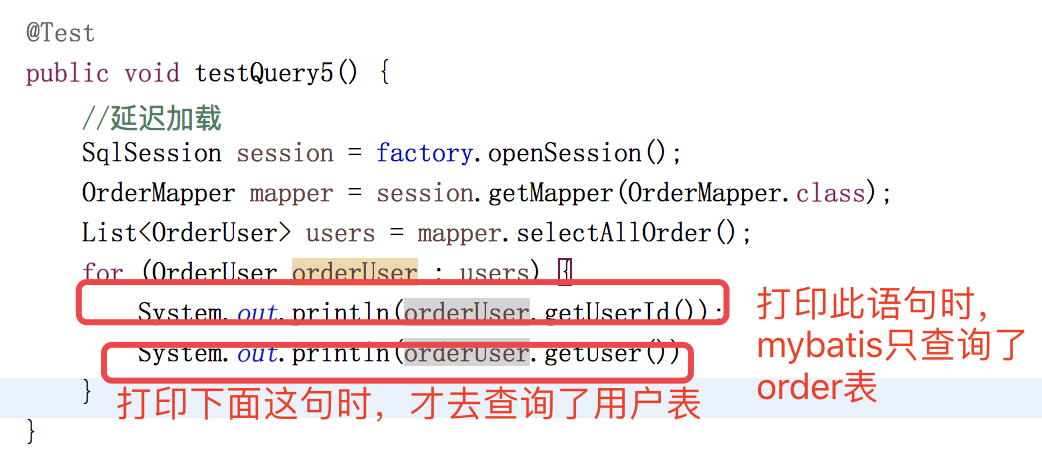 @Test
public void testQuery5() {
//延迟加载
SqlSession session = factory.openSession();
OrderMapper mapper = session.getMapper(OrderMapper.class);
List<OrderUser> users = mapper.selectAllOrder();
for (OrderUser orderUser : users) {
System.out.println(orderUser.getUserId());
System.out.println(orderUser.getUser())
}
}
打印此语句时，
mybatis只查询了
order表
打印下面这句时，才去查询了用户表